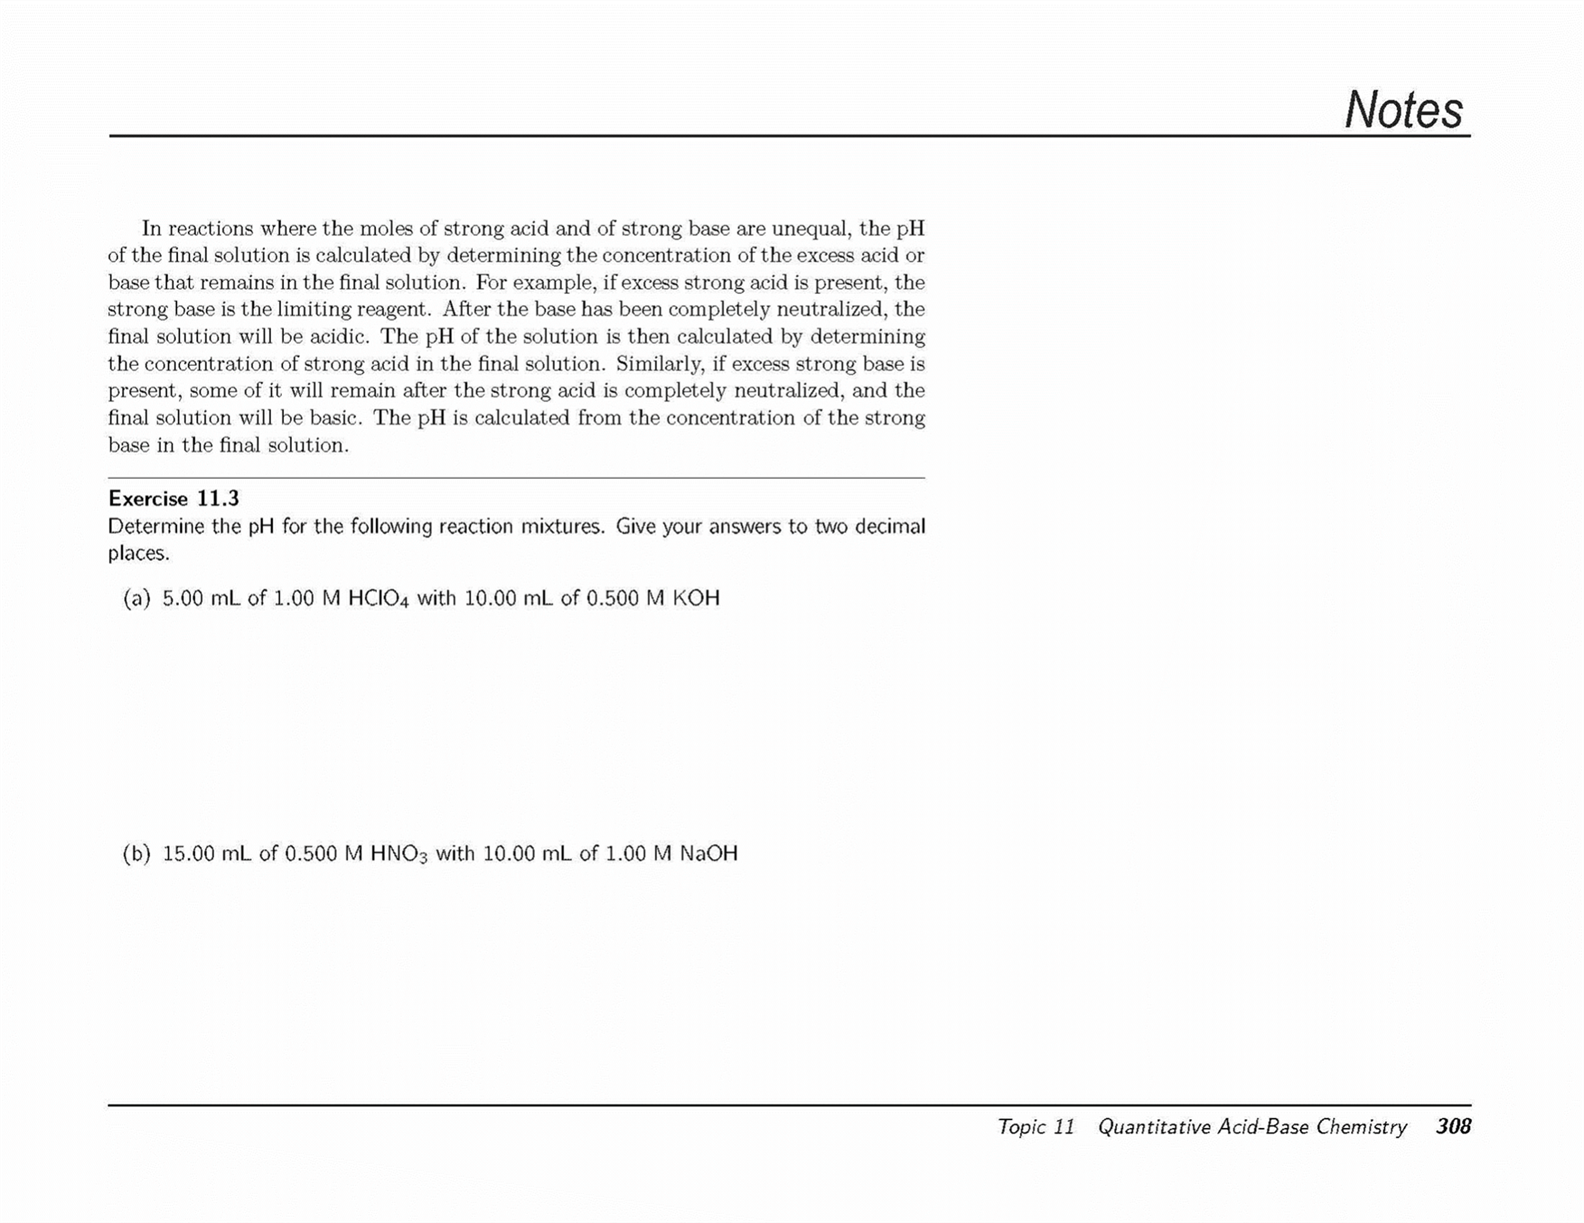 Notes
In reactions where the moles of strong acid and of strong base are unequal, the pH
of the final solution is calculated by determining the concentration of the excess acid or
base that remains in the final solution. For example, if excess strong acid is present, the
strong base is the limiting reagent. After the base has been completely neutralized, the
final solution will be acidic. The pH of the solution is then calculated by determining
the concentration of strong acid in the final solution. Similarly, if excess strong base is
present, some of it will remain after the strong acid is completely neutralized, and the
final solution will be basic. The pH is calculated from the concentration of the strong
base in the final solution.
Exercise 11.3
Determine the pH for the following reaction mixtures. Give your answers to two decimal
places.
(a) 5.00 mL of 1.00 M HClO₄ with 10.00 mL of 0.500 M KOH
(b) 15.00 mL of 0.500 M HNO₃ with 10.00 mL of 1.00 M NaOH
Topic 11 Quantitative Acid-Base Chemistry 308